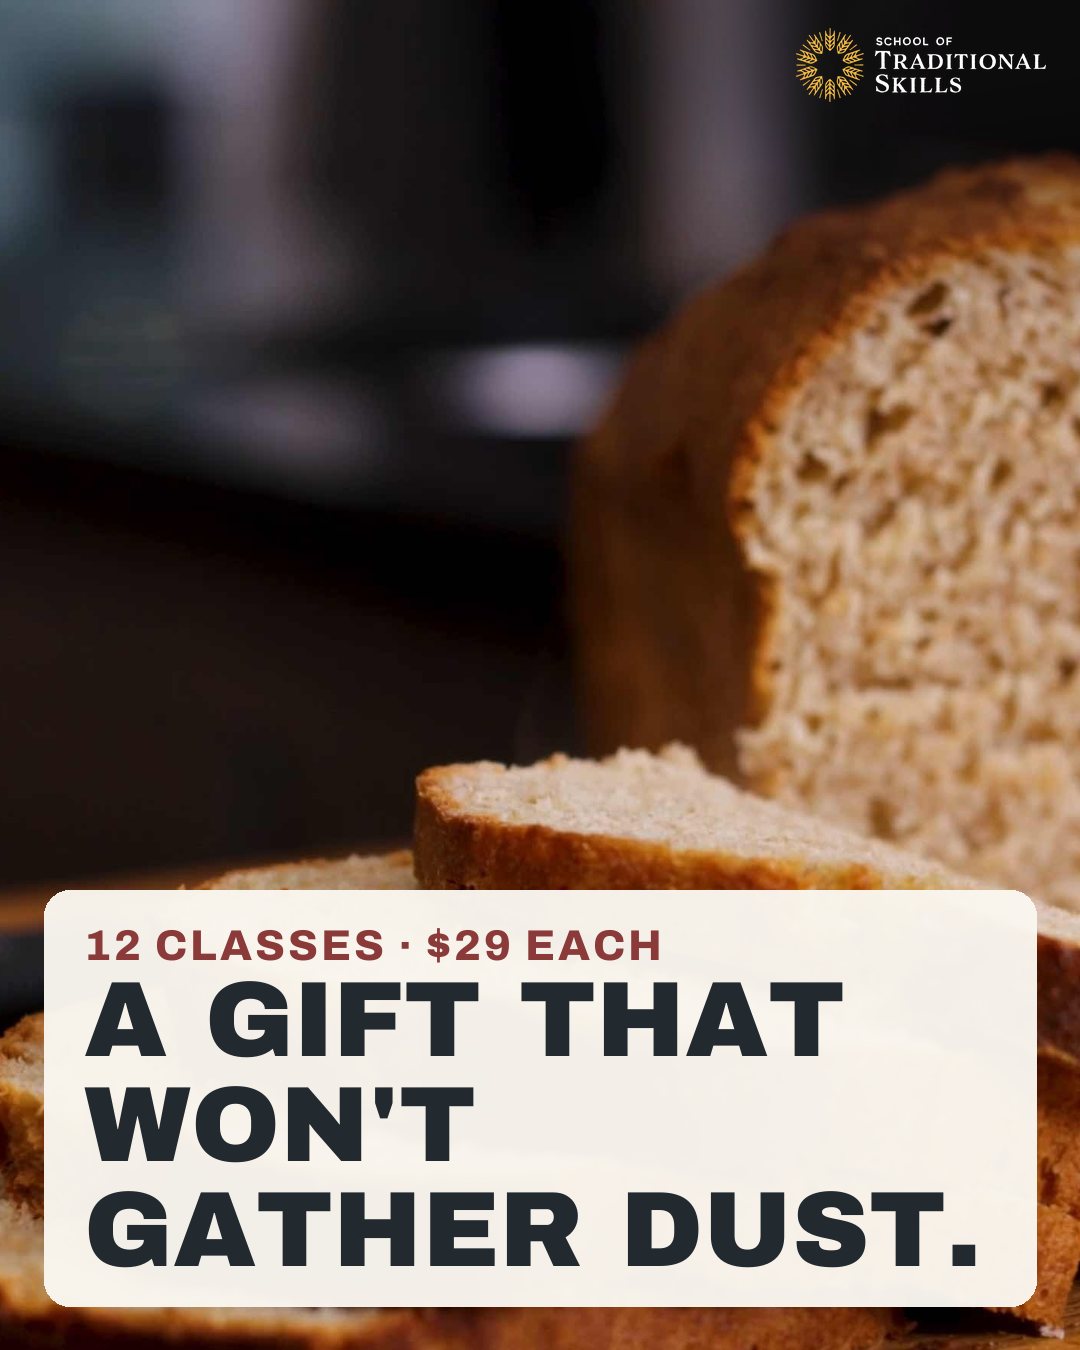 SCHOOL OF
TRADITIONAL
SKILLS
12 CLASSES · $29 EACH
A GIFT THAT
WON'T
GATHER DUST.